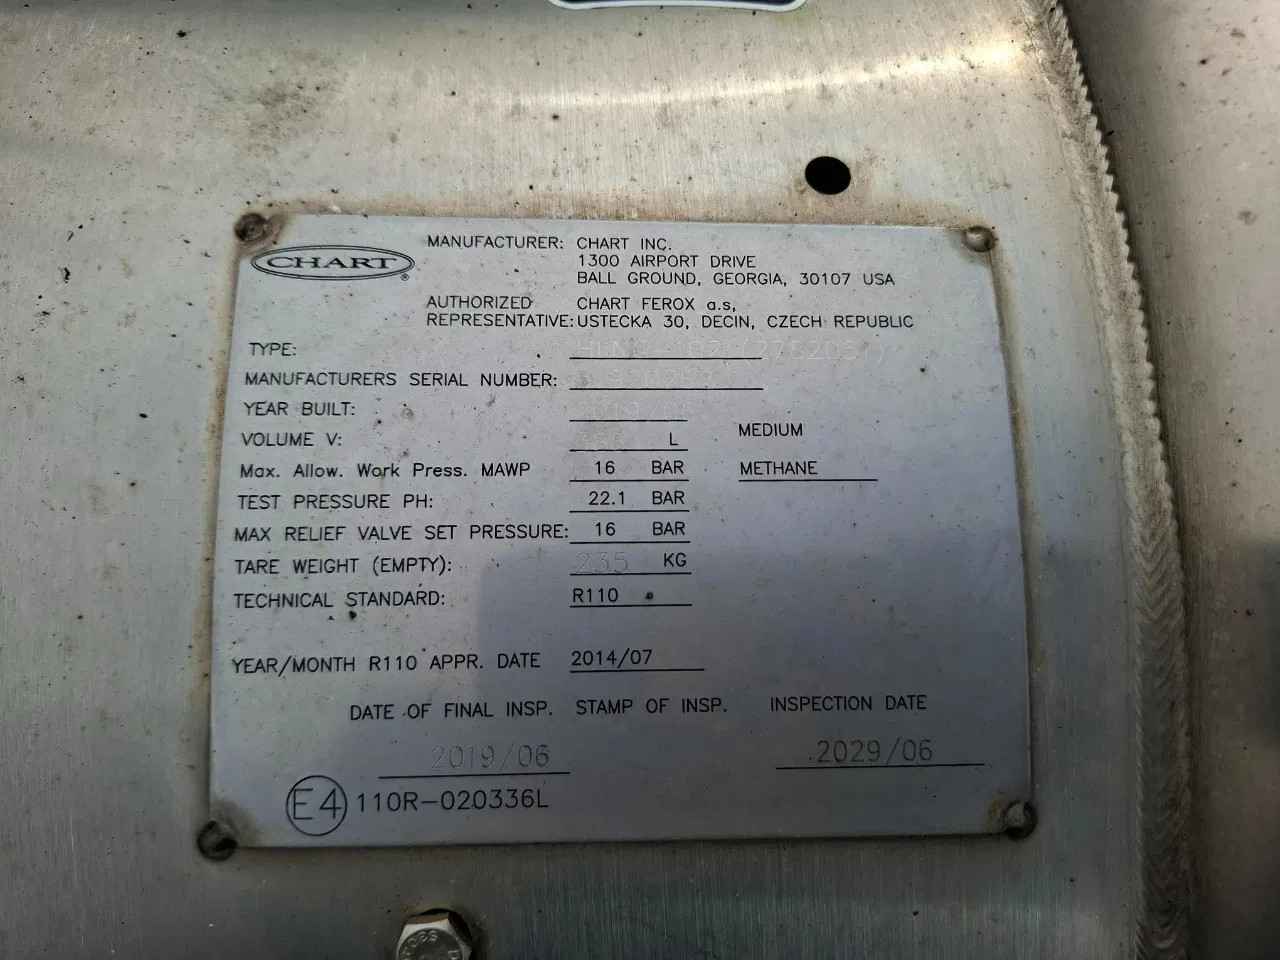 CHART®
MANUFACTURER: CHART INC.
1300 AIRPORT DRIVE
BALL GROUND, GEORGIA, 30107 USA
AUTHORIZED CHART FEROX a.s,
REPRESENTATIVE: USTECKA 30, DECIN, CZECH REPUBLIC
TYPE:
MANUFACTURERS SERIAL NUMBER:
YEAR BUILT: 2019/06
VOLUME V: L MEDIUM
Max. Allow. Work Press. MAWP 16 BAR METHANE
TEST PRESSURE PH: 22.1 BAR
MAX RELIEF VALVE SET PRESSURE: 16 BAR
TARE WEIGHT (EMPTY): 235 KG
TECHNICAL STANDARD: R110
YEAR/MONTH R110 APPR. DATE 2014/07
DATE OF FINAL INSP. STAMP OF INSP. INSPECTION DATE
2019/06 2029/06
E4 110R-020336L